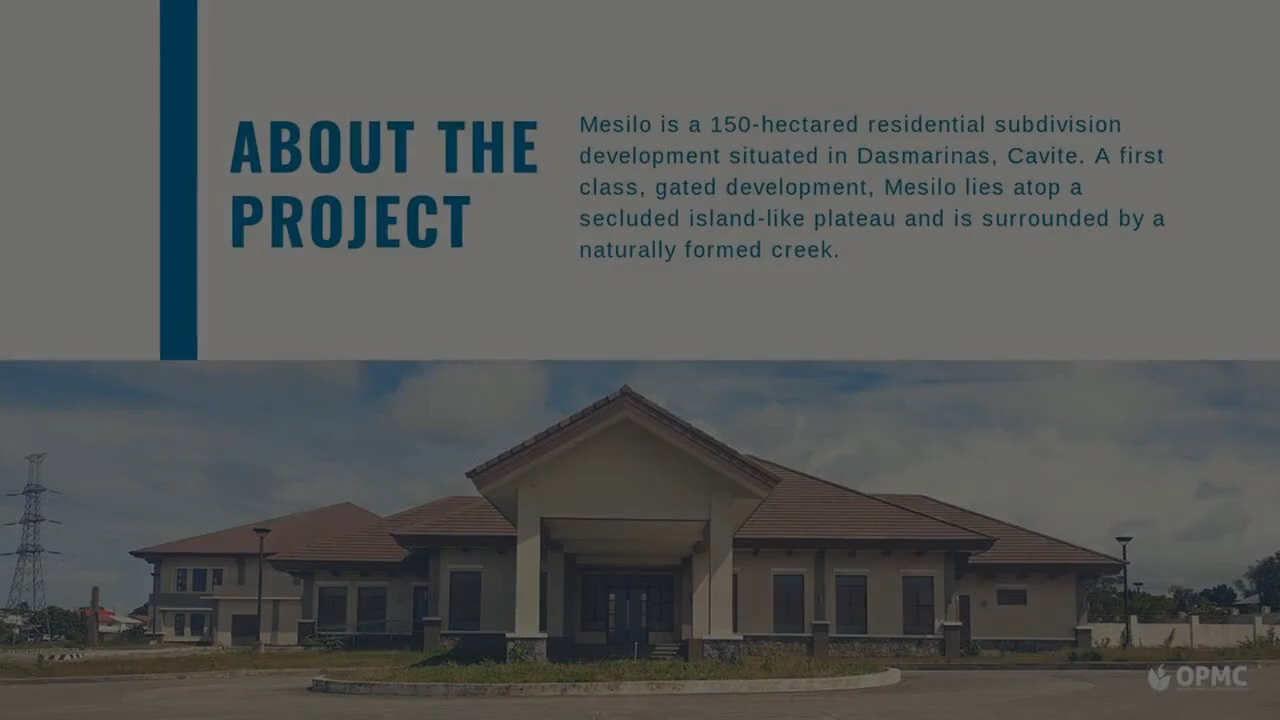 ABOUT THE
PROJECT
Mesilo is a 150-hectared residential subdivision
development situated in Dasmarinas, Cavite. A first
class, gated development, Mesilo lies atop a
secluded island-like plateau and is surrounded by a
naturally formed creek.
OPMC